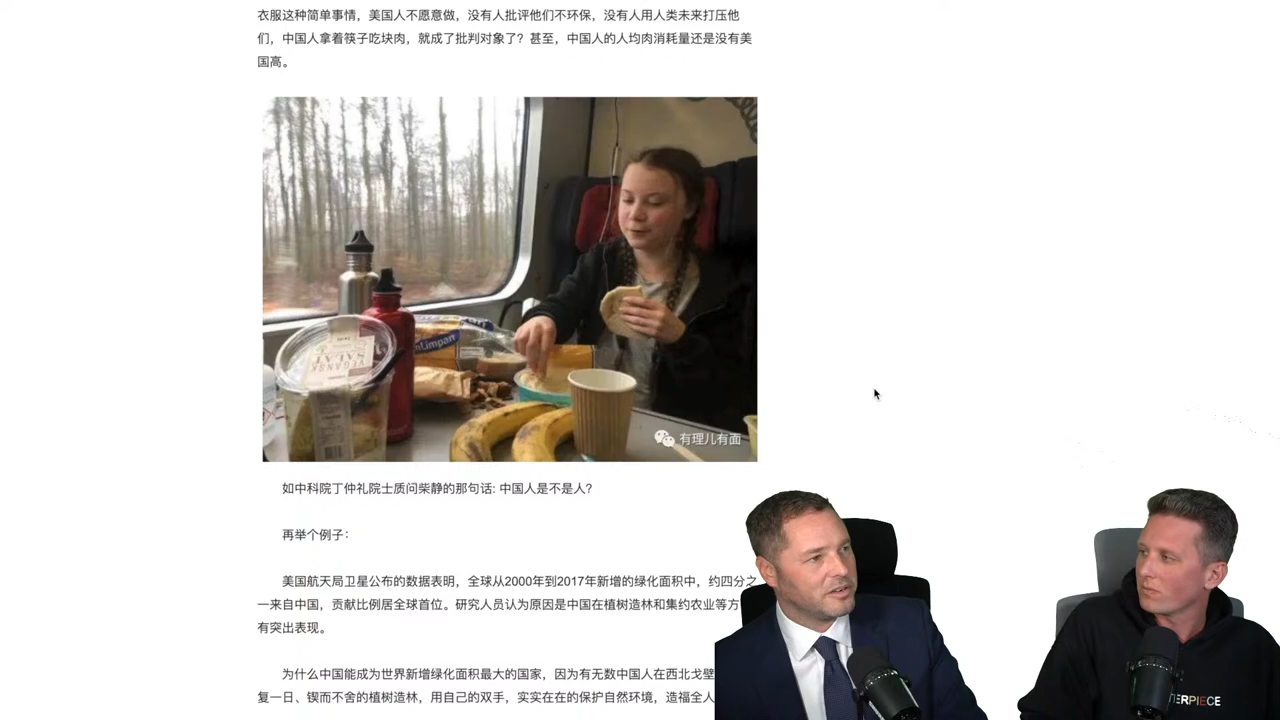 衣服这种简单事情，美国人不愿意做，没有人批评他们不环保，没有人用人类未来打压他
们，中国人拿着筷子吃块肉，就成了批判对象了？甚至，中国人的人均肉消耗量还是没有美
国高。
VEGANSK
SALAT
Limpan
有理儿有面
如中科院丁仲礼院士质问柴静的那句话: 中国人是不是人?
再举个例子：
美国航天局卫星公布的数据表明，全球从2000年到2017年新增的绿化面积中，约四分之
一来自中国，贡献比例居全球首位。研究人员认为原因是中国在植树造林和集约农业等方
有突出表现。
为什么中国能成为世界新增绿化面积最大的国家，因为有无数中国人在西北戈壁
复一日、锲而不舍的植树造林，用自己的双手，实实在在的保护自然环境，造福全人
TERPIECE